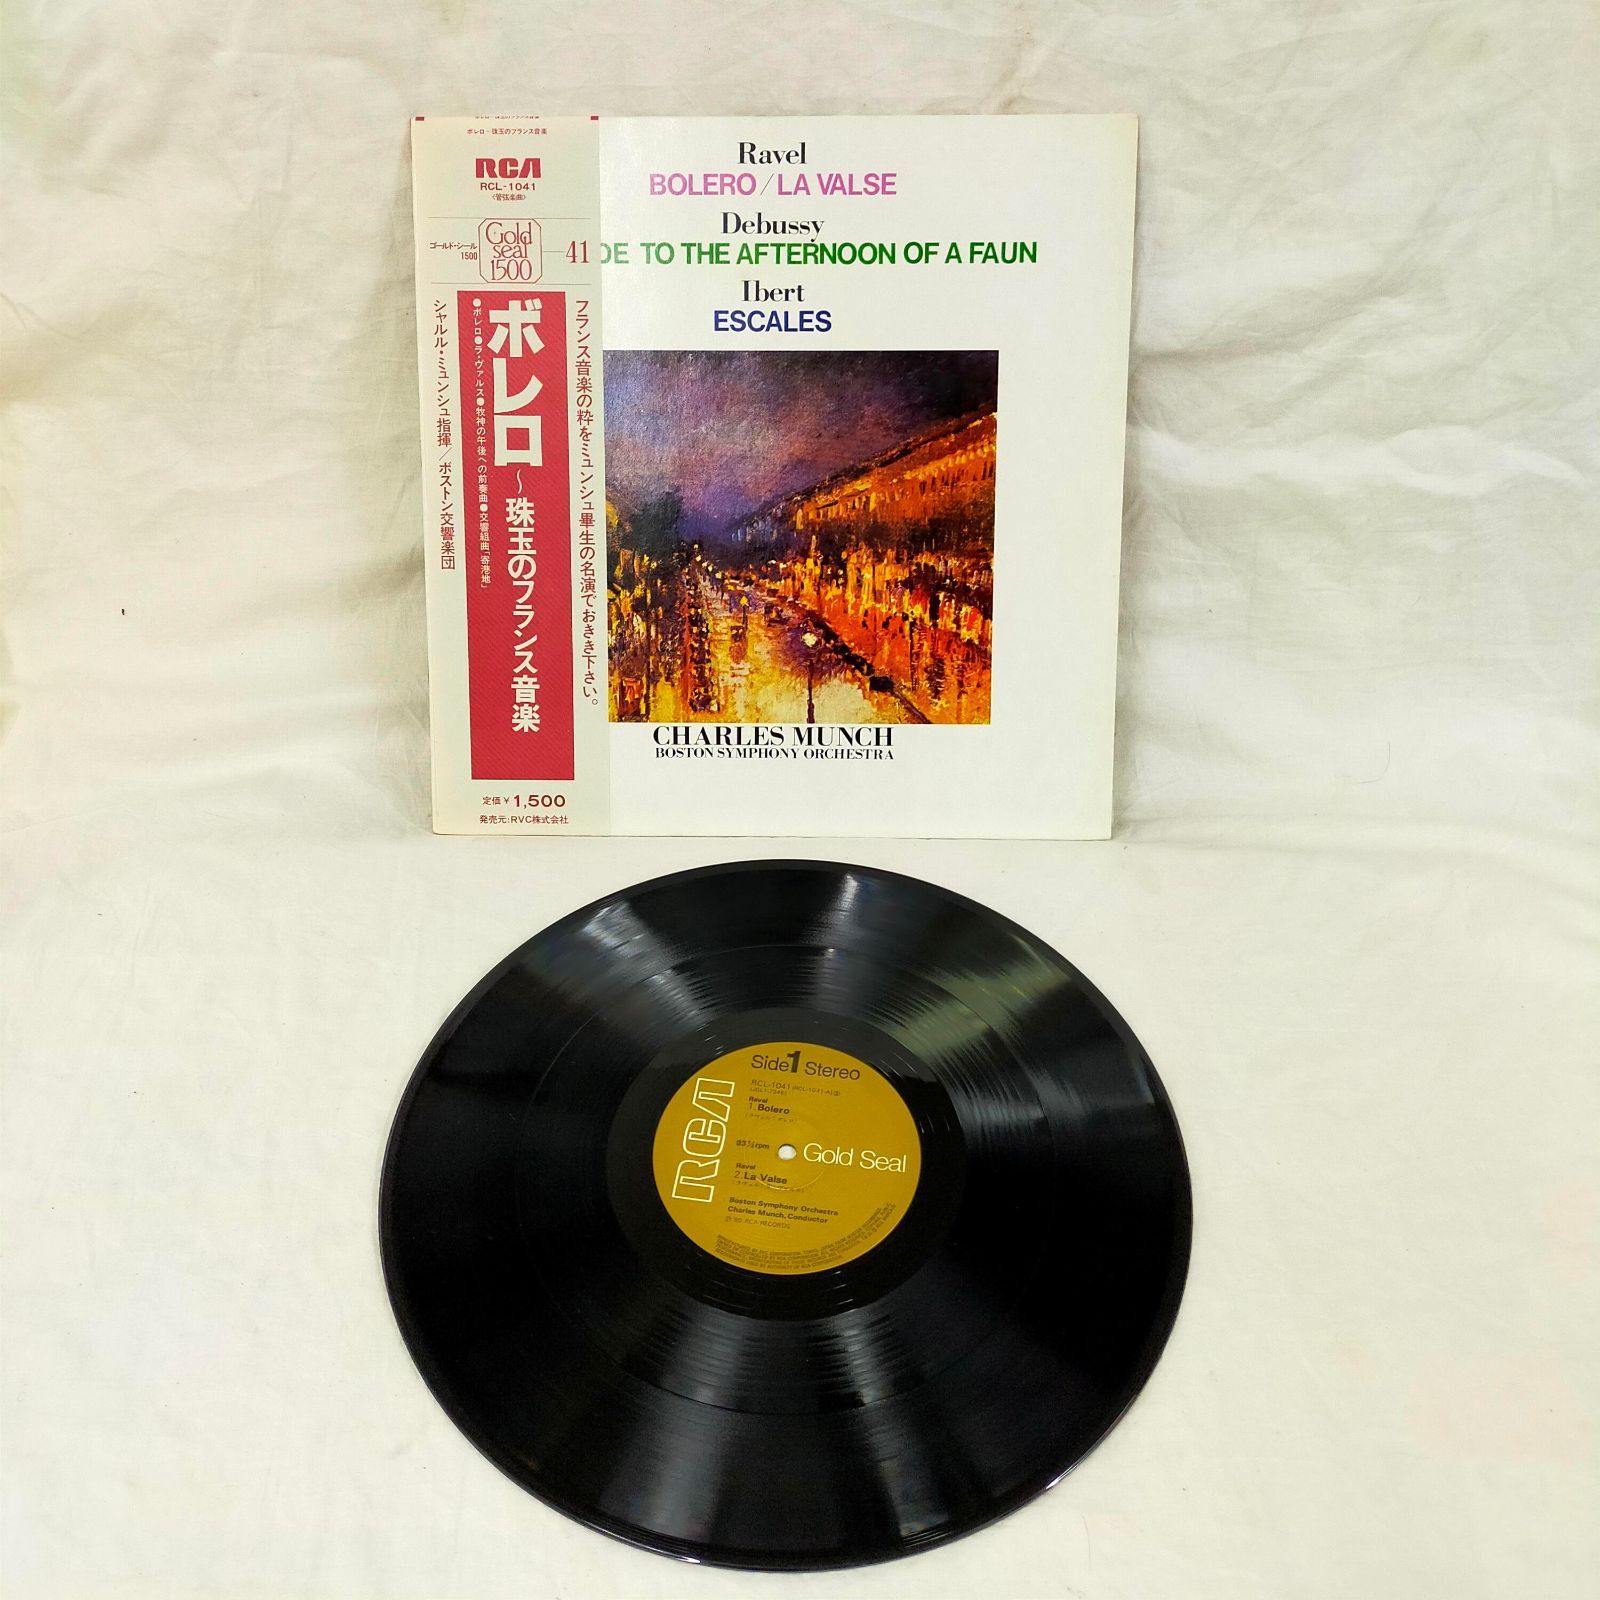 ボレロ〜珠玉のフランス音楽
RCA
RCL-1041
〈管弦楽曲〉
ゴールド・シール
1500
Gold
seal
1500
41
フランス音楽の粋をミュンシュ畢生の名演でおきき下さい。
ボレロ〜珠玉のフランス音楽
●ボレロ●ラ・ヴァルス●牧神の午後への前奏曲●交響組曲「寄港地」
シャルル・ミュンシュ指揮/ボストン交響楽団
定価¥1,500
発売元:RVC株式会社
Ravel
BOLERO/LA VALSE
Debussy
DE TO THE AFTERNOON OF A FAUN
Ibert
ESCALES
CHARLES MUNCH
BOSTON SYMPHONY ORCHESTRA
Side 1 Stereo
RCL-1041 (RCL-1041-A)
RCA
Ravel
1. Bolero
33 1/3 rpm
Gold Seal
Ravel
2. La Valse
Boston Symphony Orchestra
Charles Munch, Conductor
℗'80 RCA RECORDS